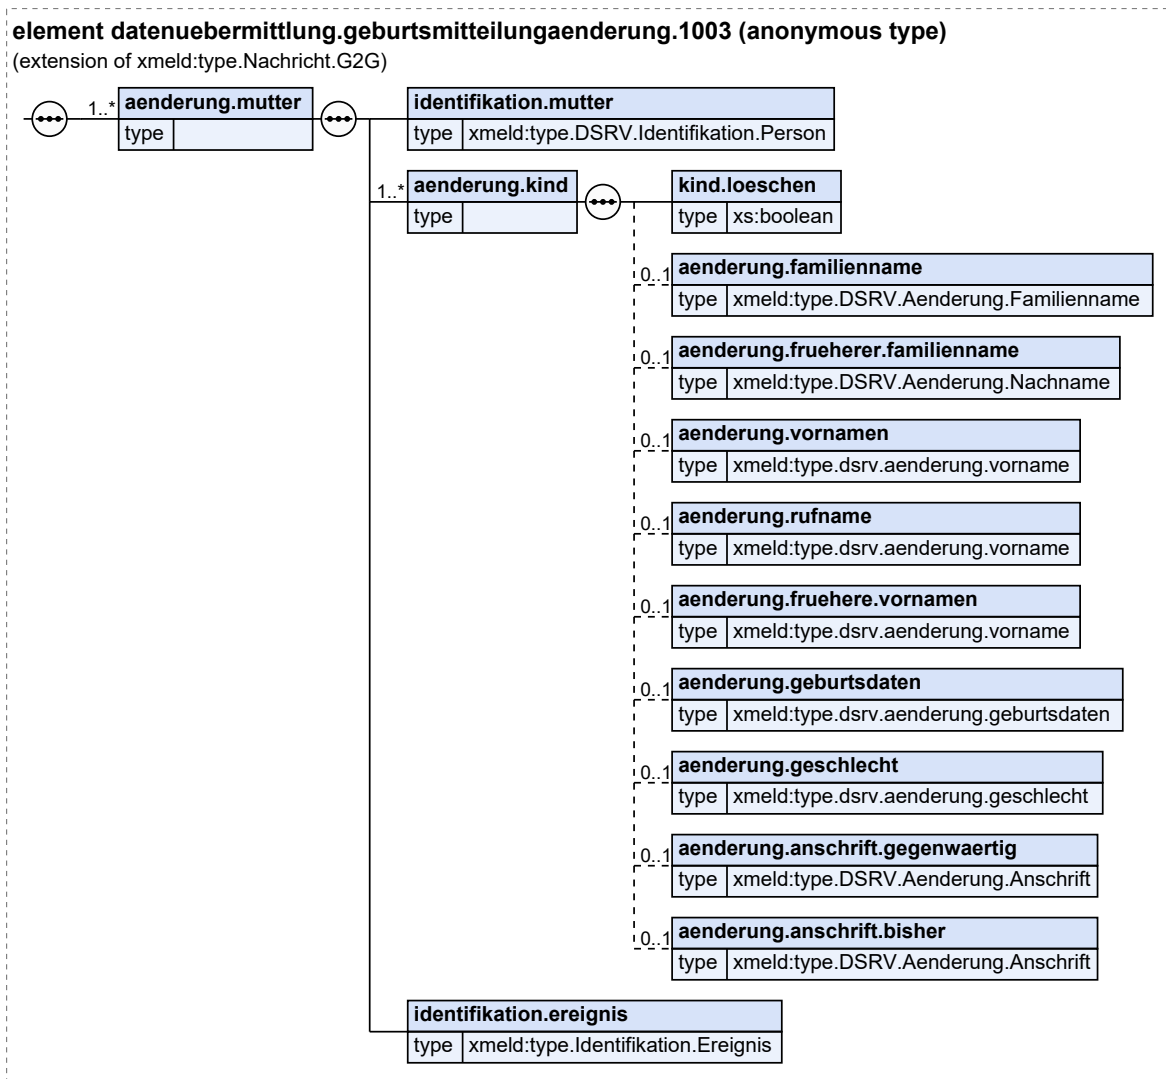 element datenuebermittlung.geburtsmitteilungaenderung.1003 (anonymous type)
(extension of xmeld:type.Nachricht.G2G)
1..* aenderung.mutter
type
identifikation.mutter
type xmeld:type.DSRV.Identifikation.Person
1..* aenderung.kind
type
kind.loeschen
type xs:boolean
0..1 aenderung.familienname
type xmeld:type.DSRV.Aenderung.Familienname
0..1 aenderung.frueherer.familienname
type xmeld:type.DSRV.Aenderung.Nachname
0..1 aenderung.vornamen
type xmeld:type.dsrv.aenderung.vorname
0..1 aenderung.rufname
type xmeld:type.dsrv.aenderung.vorname
0..1 aenderung.fruehere.vornamen
type xmeld:type.dsrv.aenderung.vorname
0..1 aenderung.geburtsdaten
type xmeld:type.dsrv.aenderung.geburtsdaten
0..1 aenderung.geschlecht
type xmeld:type.dsrv.aenderung.geschlecht
0..1 aenderung.anschrift.gegenwaertig
type xmeld:type.DSRV.Aenderung.Anschrift
0..1 aenderung.anschrift.bisher
type xmeld:type.DSRV.Aenderung.Anschrift
identifikation.ereignis
type xmeld:type.Identifikation.Ereignis